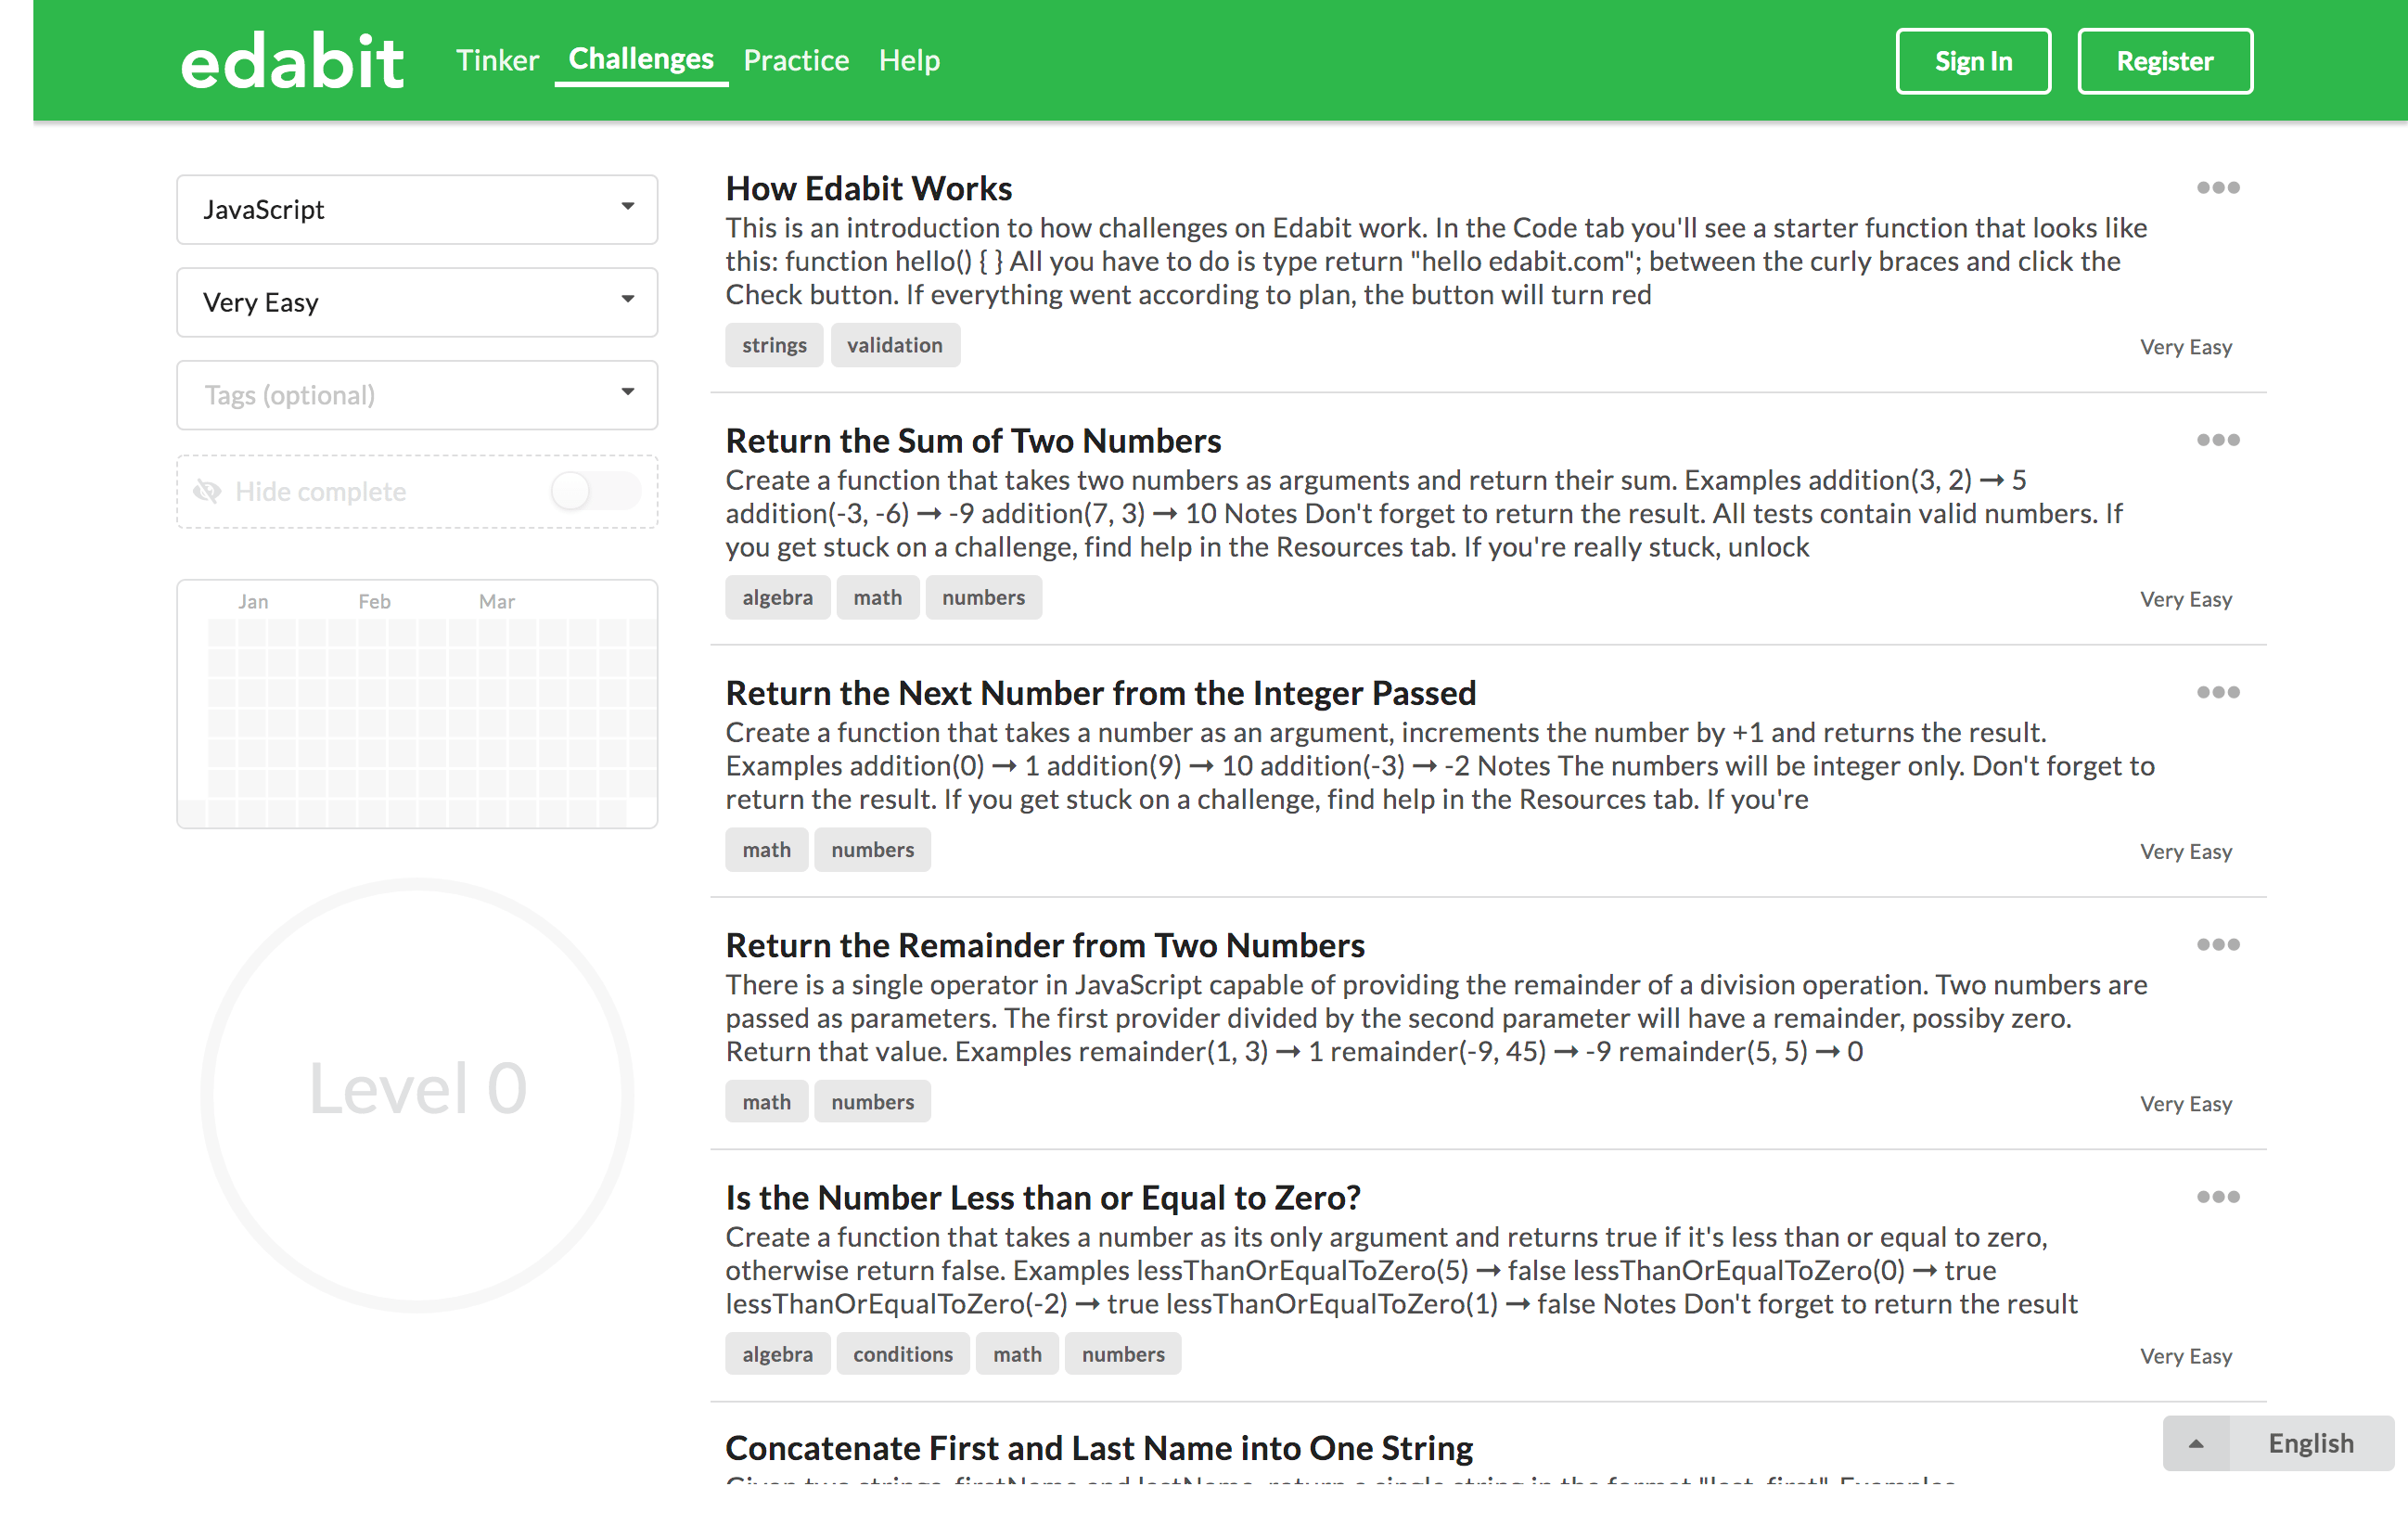 edabit Tinker Challenges Practice Help Sign In Register
JavaScript
Very Easy
Tags (optional)
Hide complete
Jan Feb Mar
Level 0
How Edabit Works
This is an introduction to how challenges on Edabit work. In the Code tab you'll see a starter function that looks like
this: function hello() { } All you have to do is type return "hello edabit.com"; between the curly braces and click the
Check button. If everything went according to plan, the button will turn red
strings validation
Very Easy
Return the Sum of Two Numbers
Create a function that takes two numbers as arguments and return their sum. Examples addition(3, 2) ➞ 5
addition(-3, -6) ➞ -9 addition(7, 3) ➞ 10 Notes Don't forget to return the result. All tests contain valid numbers. If
you get stuck on a challenge, find help in the Resources tab. If you're really stuck, unlock
algebra math numbers
Very Easy
Return the Next Number from the Integer Passed
Create a function that takes a number as an argument, increments the number by +1 and returns the result.
Examples addition(0) ➞ 1 addition(9) ➞ 10 addition(-3) ➞ -2 Notes The numbers will be integer only. Don't forget to
return the result. If you get stuck on a challenge, find help in the Resources tab. If you're
math numbers
Very Easy
Return the Remainder from Two Numbers
There is a single operator in JavaScript capable of providing the remainder of a division operation. Two numbers are
passed as parameters. The first provider divided by the second parameter will have a remainder, possiby zero.
Return that value. Examples remainder(1, 3) ➞ 1 remainder(-9, 45) ➞ -9 remainder(5, 5) ➞ 0
math numbers
Very Easy
Is the Number Less than or Equal to Zero?
Create a function that takes a number as its only argument and returns true if it's less than or equal to zero,
otherwise return false. Examples lessThanOrEqualToZero(5) ➞ false lessThanOrEqualToZero(0) ➞ true
lessThanOrEqualToZero(-2) ➞ true lessThanOrEqualToZero(1) ➞ false Notes Don't forget to return the result
algebra conditions math numbers
Very Easy
Concatenate First and Last Name into One String
Given two strings, firstName and lastName, return a single string in the format "last, first". Examples
English